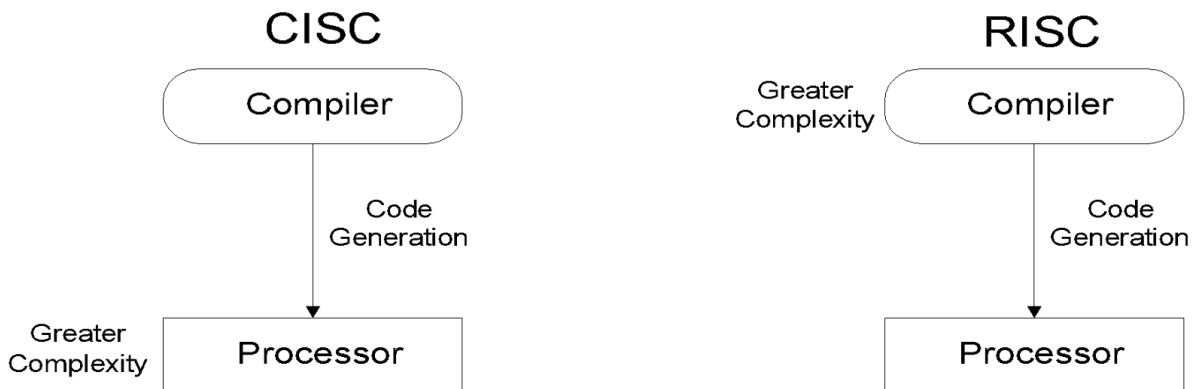 CISC
Compiler
Code
Generation
Greater
Complexity
Processor
RISC
Greater
Complexity
Compiler
Code
Generation
Processor